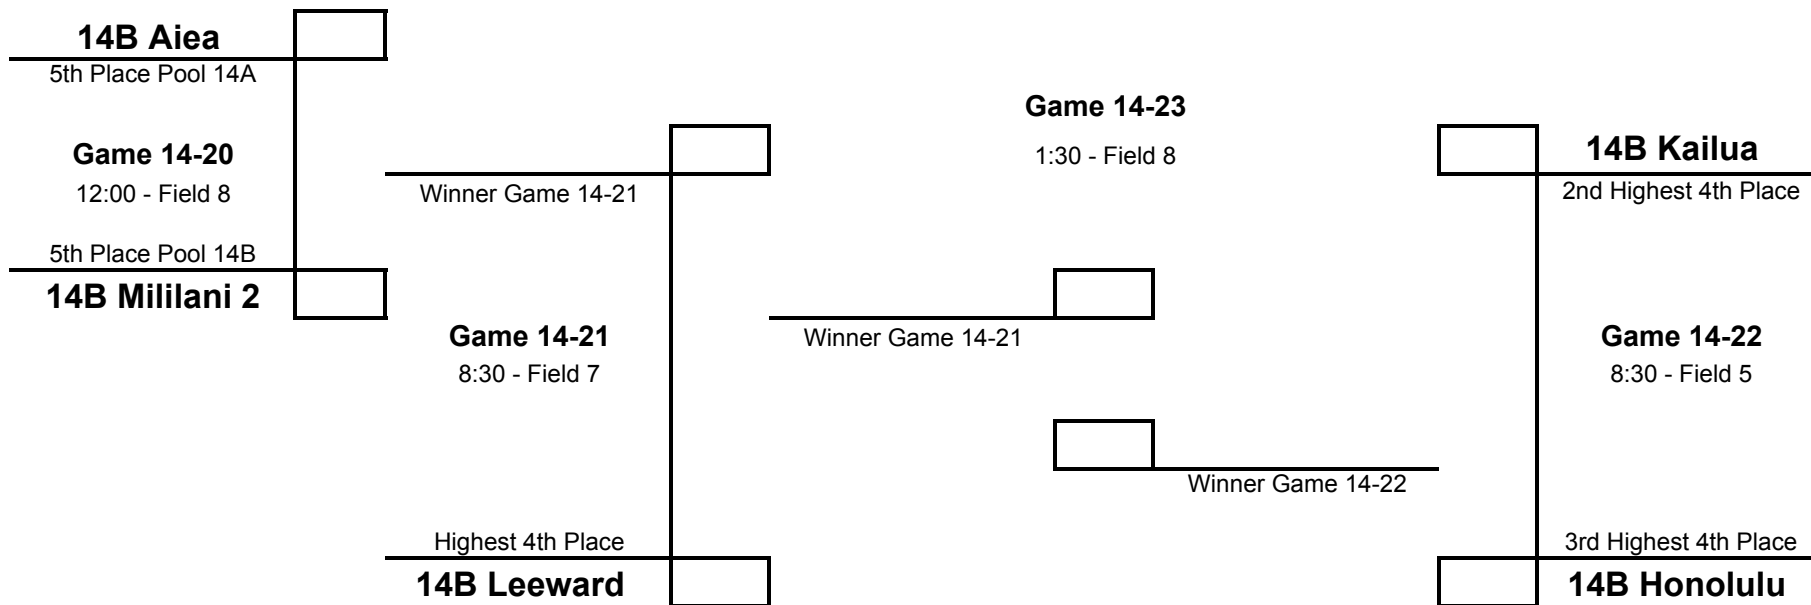 14B Aiea
5th Place Pool 14A
Game 14-20
12:00 - Field 8
5th Place Pool 14B
14B Mililani 2
Winner Game 14-21
Game 14-21
8:30 - Field 7
Highest 4th Place
14B Leeward
Game 14-23
1:30 - Field 8
Winner Game 14-21
Winner Game 14-22
14B Kailua
2nd Highest 4th Place
Game 14-22
8:30 - Field 5
3rd Highest 4th Place
14B Honolulu